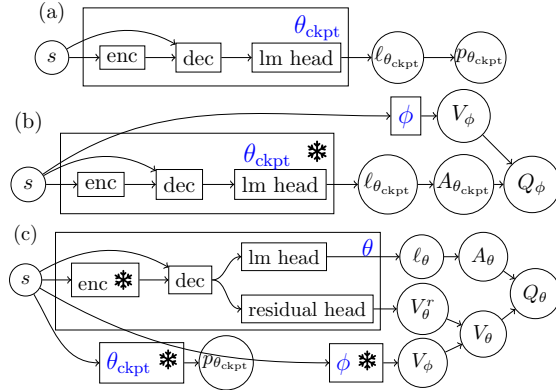 (a)
θ_ckpt
s
enc
dec
lm head
ℓ_θckpt
p_θckpt
(b)
ϕ
V_ϕ
θ_ckpt
s
enc
dec
lm head
ℓ_θckpt
A_θckpt
Q_ϕ
(c)
θ
s
enc
dec
lm head
ℓ_θ
A_θ
Q_θ
residual head
V_θ^r
V_θ
θ_ckpt
p_θckpt
ϕ
V_ϕ